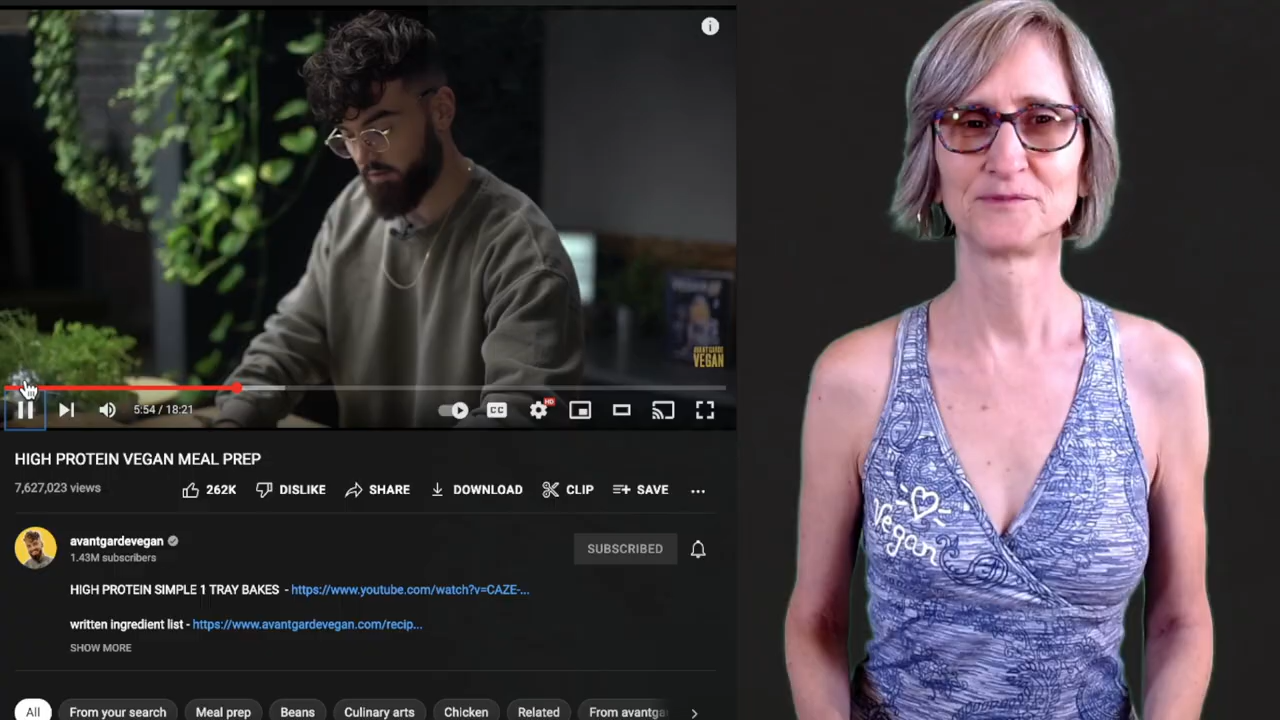 AVANT GARDE
VEGAN
HD
CC
5:54 / 18:21
HIGH PROTEIN VEGAN MEAL PREP
7,627,023 views
262K
DISLIKE
SHARE
DOWNLOAD
CLIP
SAVE
avantgardevegan
1.43M subscribers
SUBSCRIBED
HIGH PROTEIN SIMPLE 1 TRAY BAKES - https://www.youtube.com/watch?v=CAZE-...
written ingredient list - https://www.avantgardevegan.com/recip...
SHOW MORE
All
From your search
Meal prep
Beans
Culinary arts
Chicken
Related
From avantga
Vegan